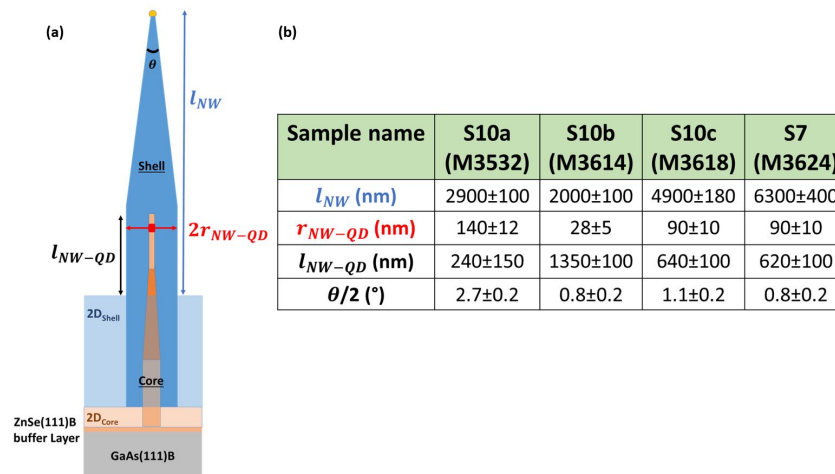 (a)
(b)
θ
l_NW
Shell
2r_NW-QD
l_NW-QD
2D_Shell
Core
2D_Core
ZnSe(111)B
buffer Layer
GaAs(111)B
Sample name S10a (M3532) S10b (M3614) S10c (M3618) S7 (M3624)
l_NW (nm) 2900±100 2000±100 4900±180 6300±400
r_NW-QD (nm) 140±12 28±5 90±10 90±10
l_NW-QD (nm) 240±150 1350±100 640±100 620±100
θ/2 (°) 2.7±0.2 0.8±0.2 1.1±0.2 0.8±0.2